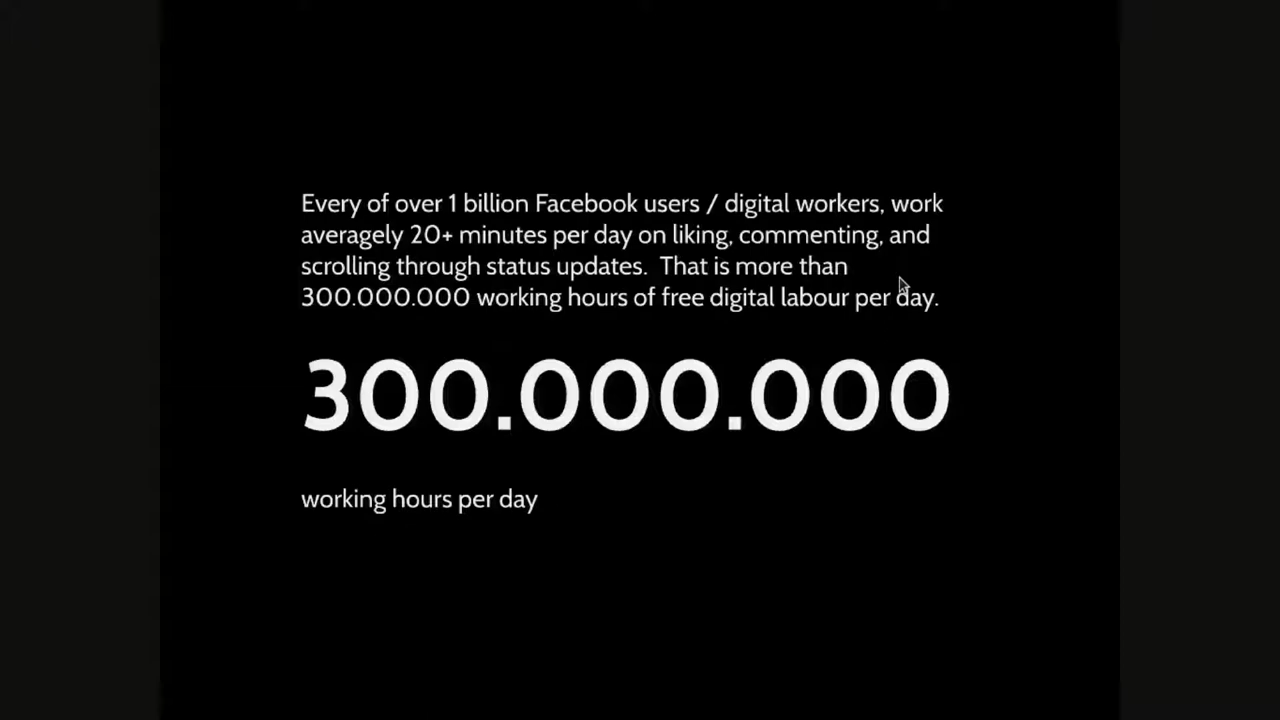 Every of over 1 billion Facebook users / digital workers, work
averagely 20+ minutes per day on liking, commenting, and
scrolling through status updates.  That is more than
300.000.000 working hours of free digital labour per day.
300.000.000
working hours per day